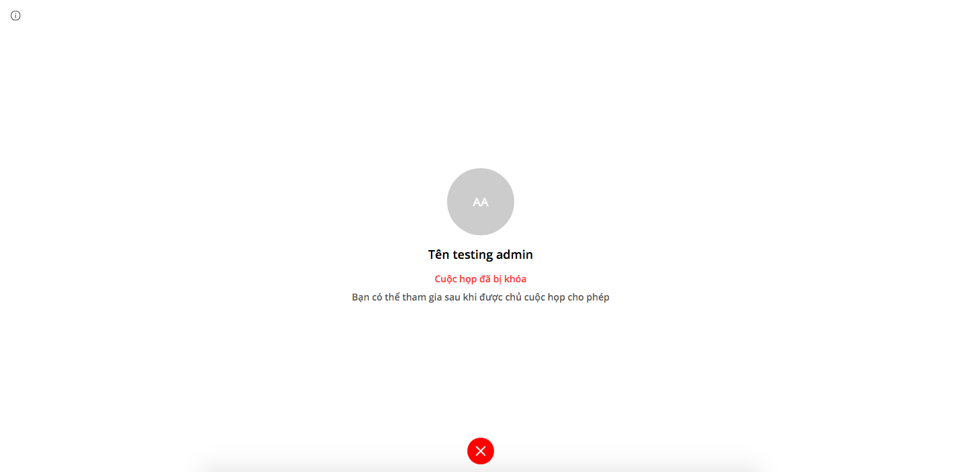 AA
Tên testing admin
Cuộc họp đã bị khóa
Bạn có thể tham gia sau khi được chủ cuộc họp cho phép